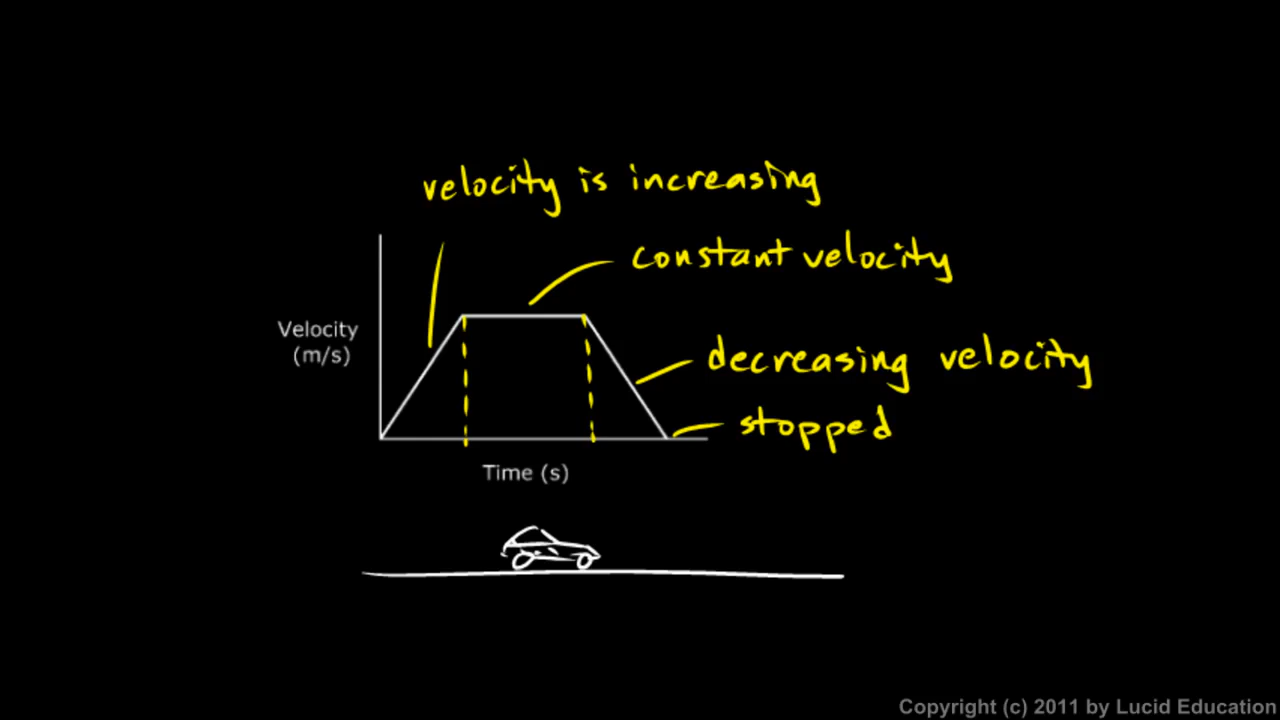 velocity is increasing
constant velocity
Velocity
(m/s)
decreasing velocity
stopped
Time (s)
Copyright (c) 2011 by Lucid Education